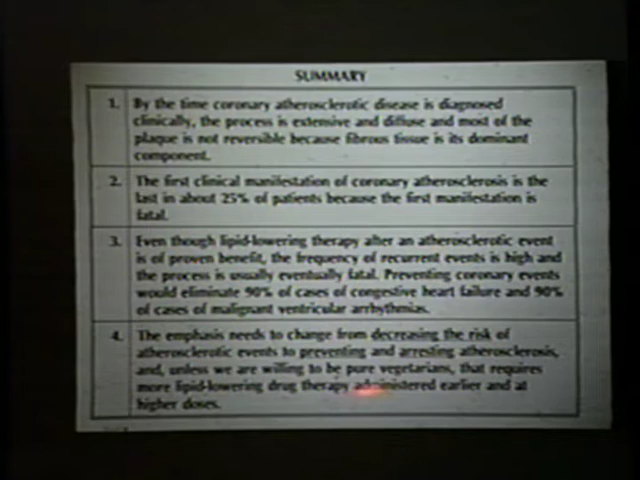 SUMMARY
1. By the time coronary atherosclerotic disease is diagnosed
clinically, the process is extensive and diffuse and most of the
plaque is not reversible because fibrous tissue is its dominant
component.
2. The first clinical manifestation of coronary atherosclerosis is the
last in about 25% of patients because the first manifestation is
fatal.
3. Even though lipid-lowering therapy after an atherosclerotic event
is of proven benefit, the frequency of recurrent events is high and
the process is usually eventually fatal. Preventing coronary events
would eliminate 90% of cases of congestive heart failure and 90%
of cases of malignant ventricular arrhythmias.
4. The emphasis needs to change from decreasing the risk of
atherosclerotic events to preventing and arresting atherosclerosis,
and, unless we are willing to be pure vegetarians, that requires
more lipid-lowering drug therapy administered earlier and at
higher doses.